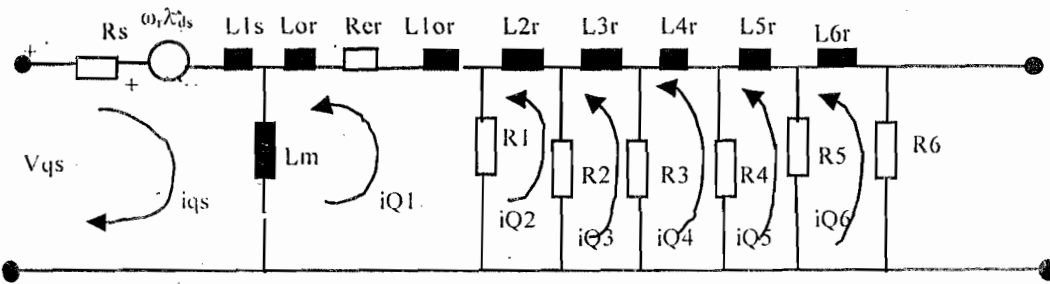 Rs ωrλds L1s Lor Rer L1or L2r L3r L4r L5r L6r
+
+
Vqs iqs Lm iQ1 R1 R2 R3 R4 R5 R6
iQ2 iQ3 iQ4 iQ5 iQ6